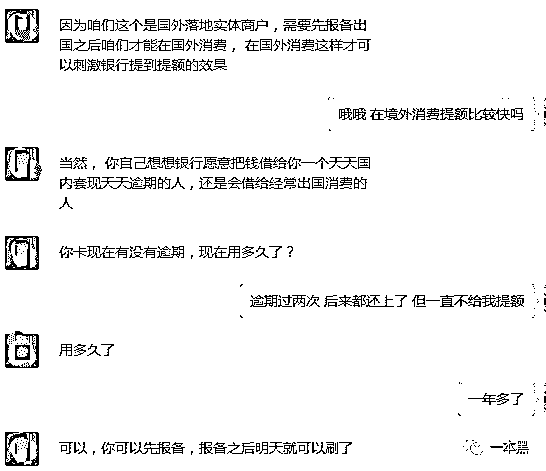 因为咱们这个是国外落地实体商户，需要先报备出
国之后咱们才能在国外消费，在国外消费这样才可
以刺激银行提到提额的效果
哦哦 在境外消费提额比较快吗
当然，你自己想想银行愿意把钱借给你一个天天国
内套现天天逾期的人，还是会借给经常出国消费的
人
你卡现在有没有逾期，现在用多久了？
逾期过两次 后来都还上了 但一直不给我提额
用多久了
一年多了
可以，你可以先报备，报备之后明天就可以刷了
一本黑